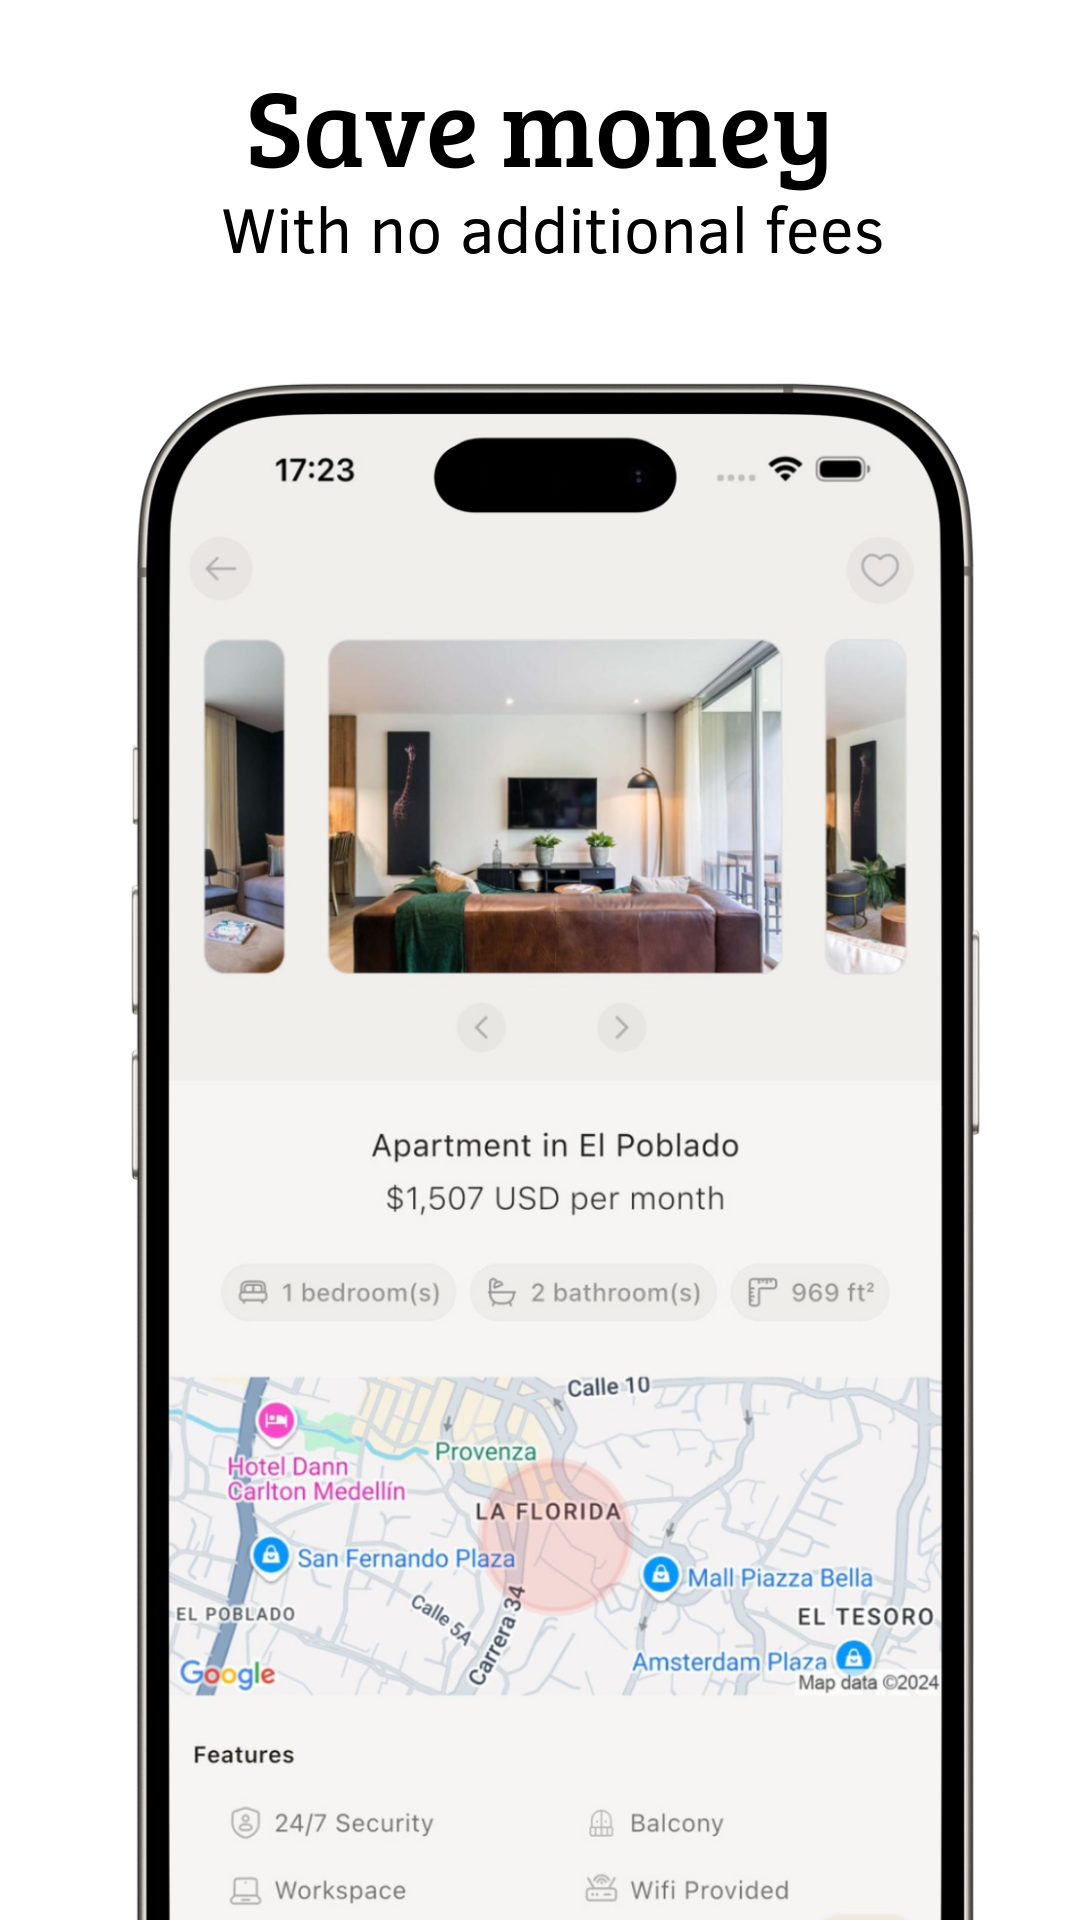 Save money
With no additional fees
17:23
Apartment in El Poblado
$1,507 USD per month
1 bedroom(s)
2 bathroom(s)
969 ft²
Calle 10
Provenza
Hotel Dann
Carlton Medellín
LA FLORIDA
San Fernando Plaza
Mall Piazza Bella
Calle 5A
Carrera 34
EL POBLADO
EL TESORO
Amsterdam Plaza
Google
Map data ©2024
Features
24/7 Security
Balcony
Workspace
Wifi Provided